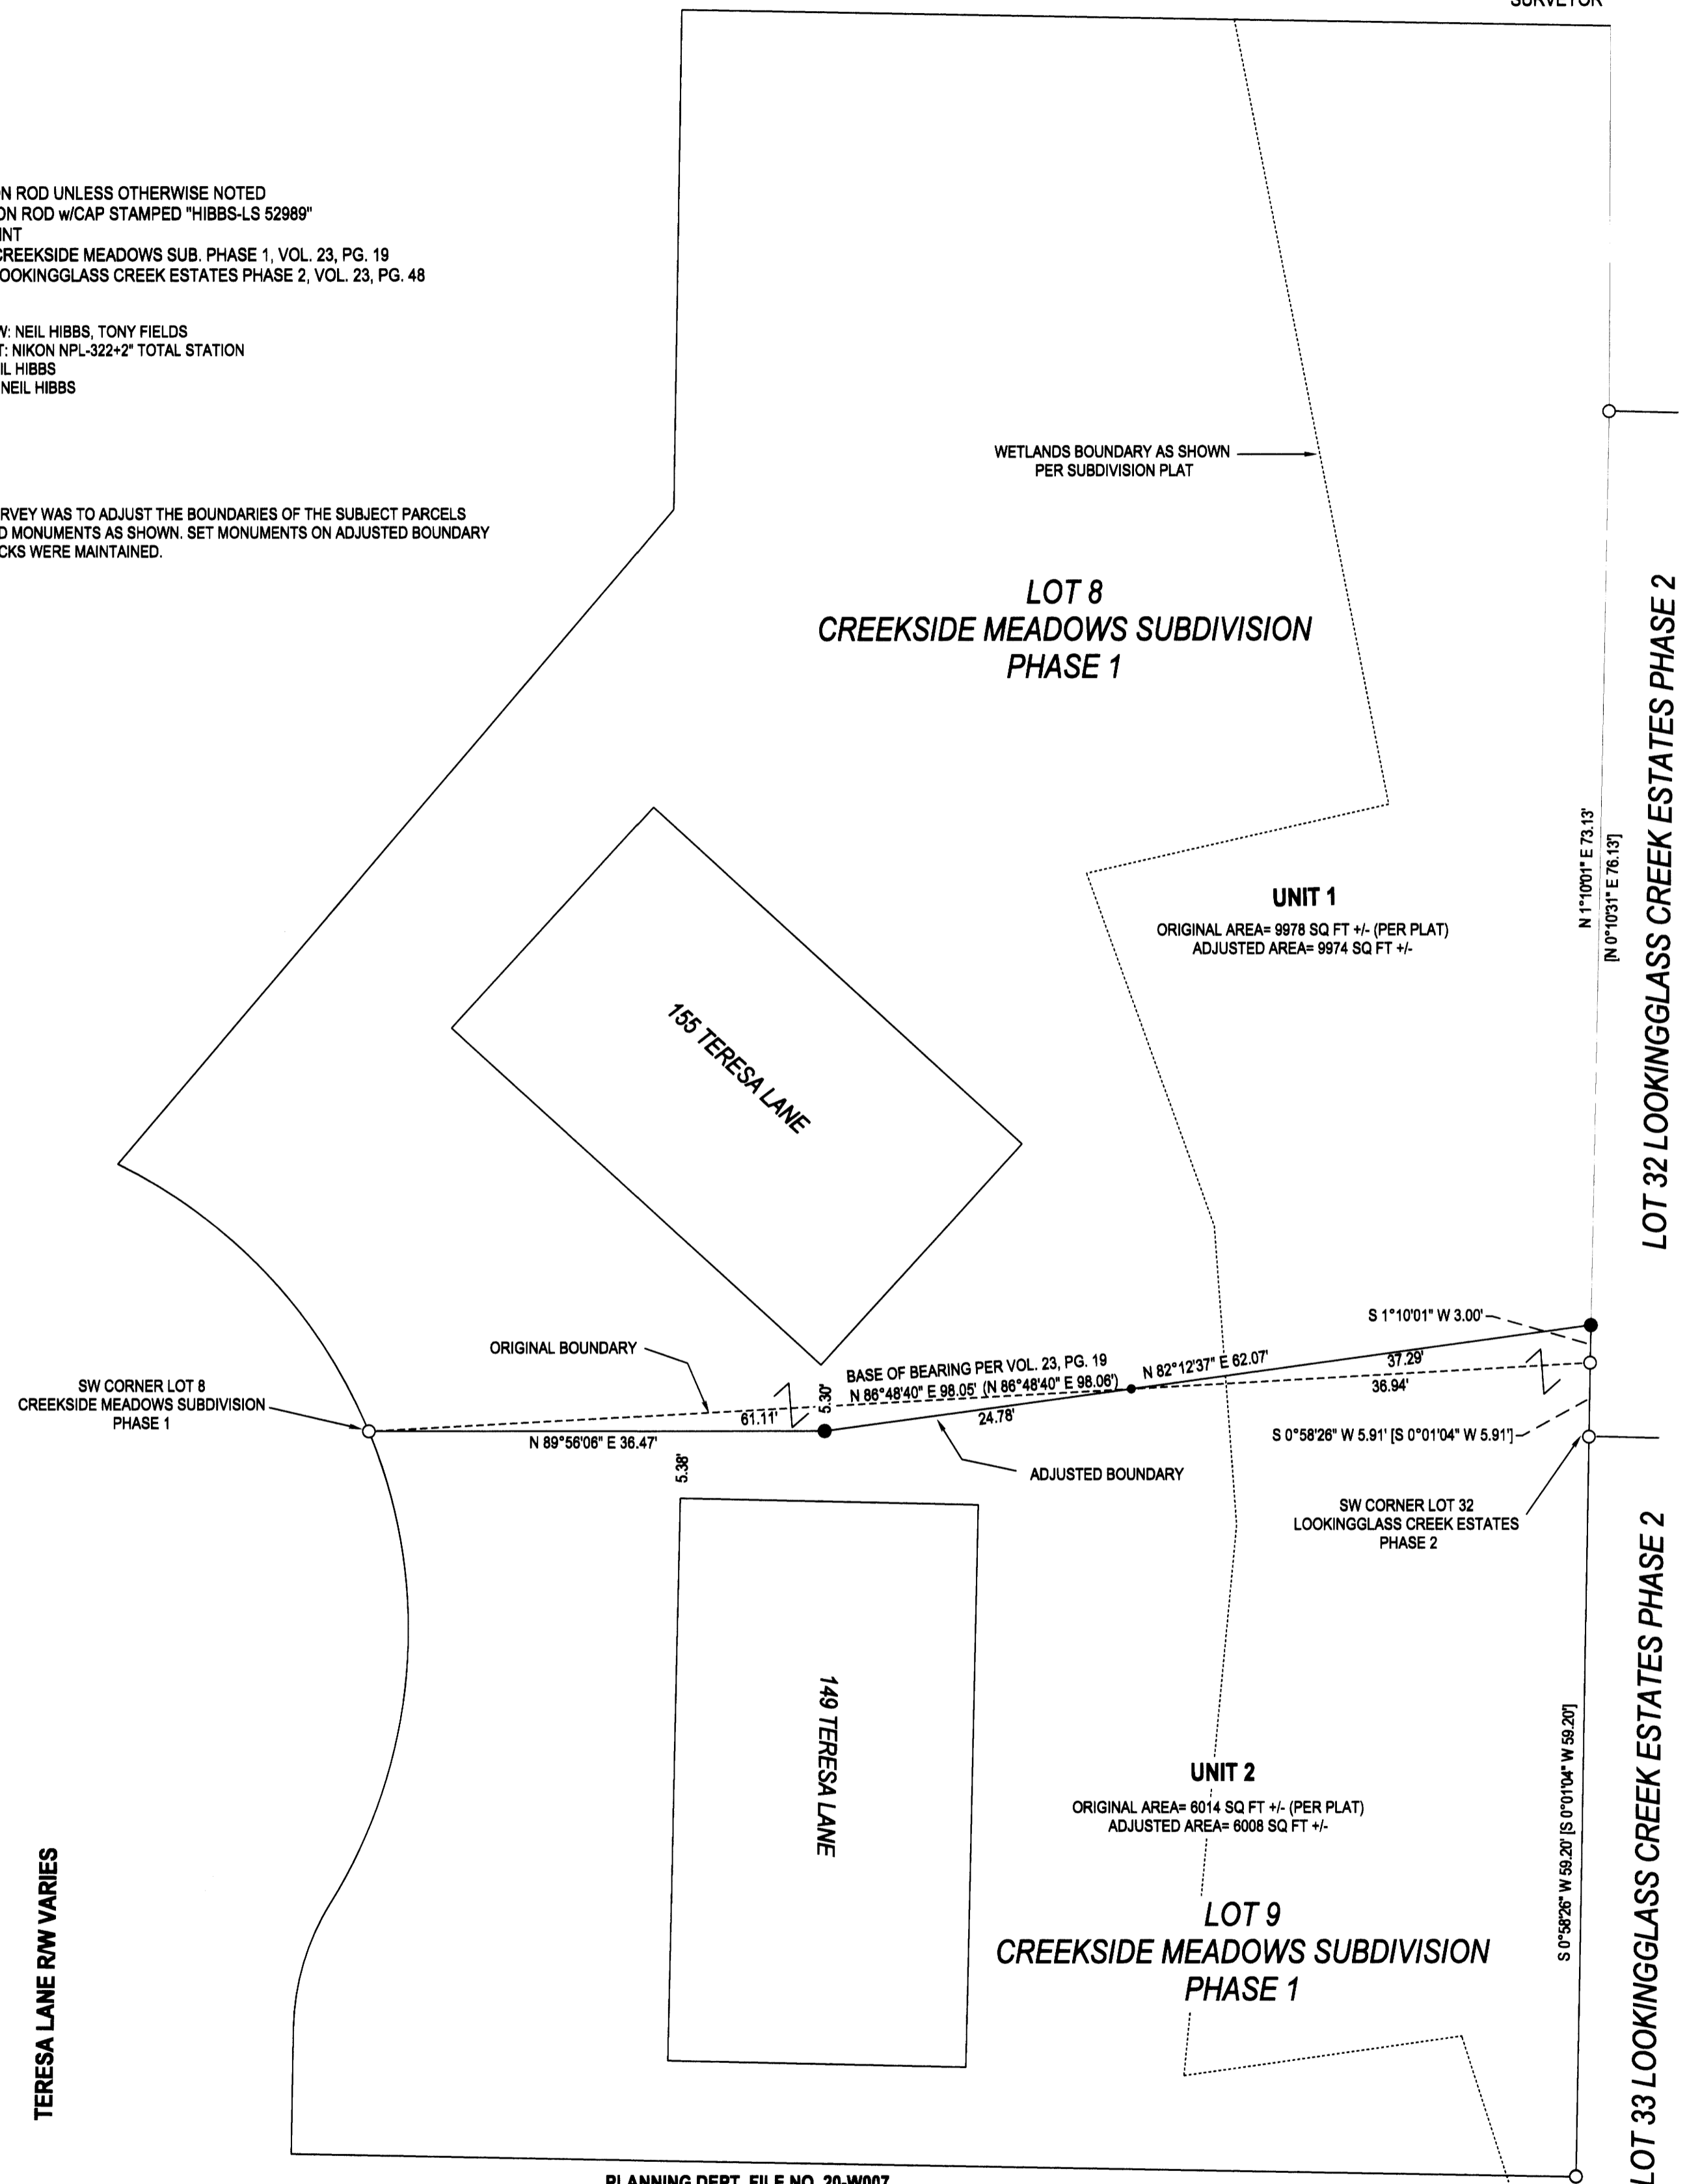 SURVEYOR
N ROD UNLESS OTHERWISE NOTED
ON ROD w/CAP STAMPED "HIBBS-LS 52989"
INT
CREEKSIDE MEADOWS SUB. PHASE 1, VOL. 23, PG. 19
OOKINGGLASS CREEK ESTATES PHASE 2, VOL. 23, PG. 48
W: NEIL HIBBS, TONY FIELDS
T: NIKON NPL-322+2" TOTAL STATION
IL HIBBS
NEIL HIBBS
RVEY WAS TO ADJUST THE BOUNDARIES OF THE SUBJECT PARCELS
D MONUMENTS AS SHOWN. SET MONUMENTS ON ADJUSTED BOUNDARY
CKS WERE MAINTAINED.
WETLANDS BOUNDARY AS SHOWN
PER SUBDIVISION PLAT
LOT 8
CREEKSIDE MEADOWS SUBDIVISION
PHASE 1
UNIT 1
ORIGINAL AREA= 9978 SQ FT +/- (PER PLAT)
ADJUSTED AREA= 9974 SQ FT +/-
N 1°10'01" E 73.13'
[N 0°10'31" E 76.13']
LOT 32 LOOKINGGLASS CREEK ESTATES PHASE 2
155 TERESA LANE
S 1°10'01" W 3.00'
ORIGINAL BOUNDARY
BASE OF BEARING PER VOL. 23, PG. 19
N 86°48'40" E 98.05' (N 86°48'40" E 98.06')
N 82°12'37" E 62.07'
37.29'
36.94'
5.30'
61.11'
24.78'
SW CORNER LOT 8
CREEKSIDE MEADOWS SUBDIVISION
PHASE 1
N 89°56'06" E 36.47'
5.38'
S 0°58'26" W 5.91' [S 0°01'04" W 5.91']
ADJUSTED BOUNDARY
SW CORNER LOT 32
LOOKINGGLASS CREEK ESTATES
PHASE 2
149 TERESA LANE
UNIT 2
ORIGINAL AREA= 6014 SQ FT +/- (PER PLAT)
ADJUSTED AREA= 6008 SQ FT +/-
LOT 9
CREEKSIDE MEADOWS SUBDIVISION
PHASE 1
S 0°58'26" W 59.20' [S 0°01'04" W 59.20']
LOT 33 LOOKINGGLASS CREEK ESTATES PHASE 2
TERESA LANE R/W VARIES
PLANNING DEPT. FILE NO. 20-W007